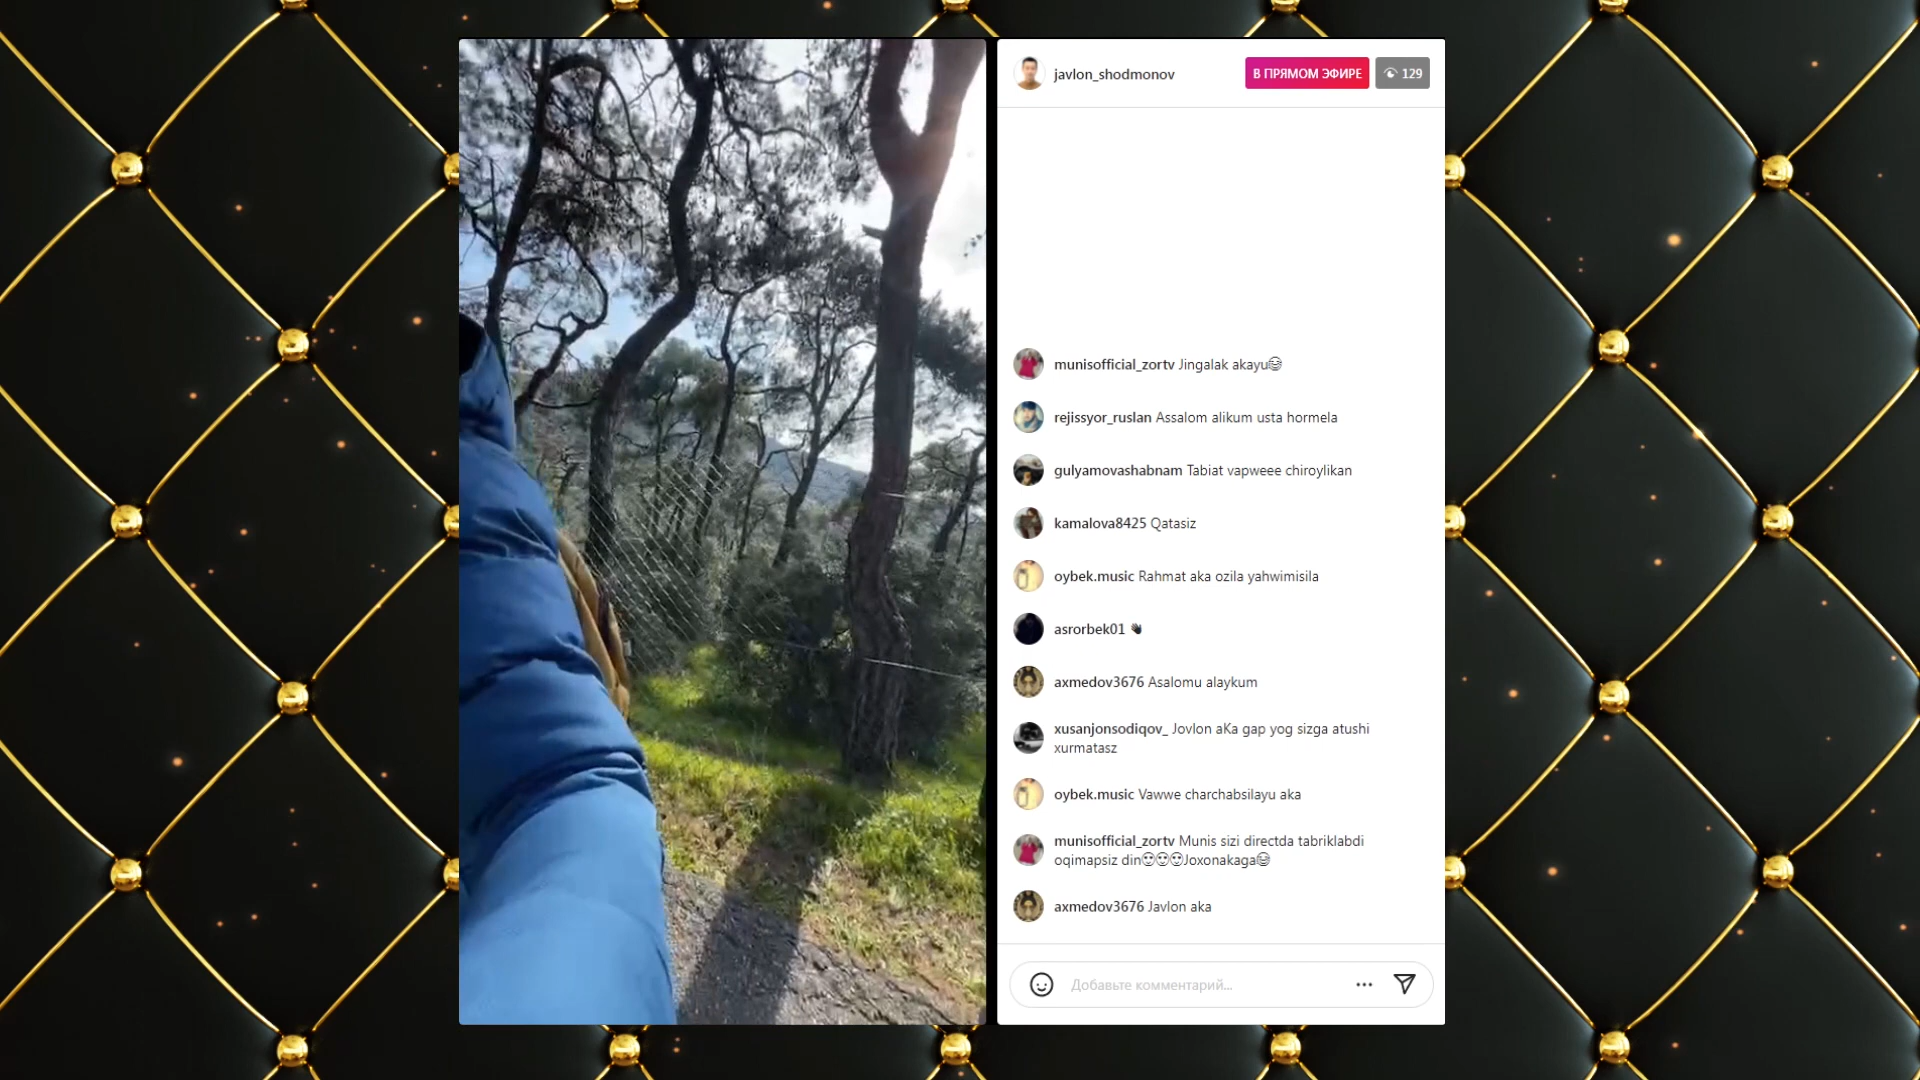 javlon_shodmonov
В ПРЯМОМ ЭФИРЕ
129
munisofficial_zortv Jingalak akayu😂
rejissyor_ruslan Assalom alikum usta hormela
gulyamovashabnam Tabiat vapweee chiroylikan
kamalova8425 Qatasiz
oybek.music Rahmat aka ozila yahwimisila
asrorbek01 👋🏿
axmedov3676 Asalomu alaykum
xusanjonsodiqov_ Jovlon aKa gap yog sizga atushi
xurmatasz
oybek.music Vawwe charchabsilayu aka
munisofficial_zortv Munis sizi directda tabriklabdi
oqimapsiz din😍😍😍Joxonakaga😂
axmedov3676 Javlon aka
Добавьте комментарий...